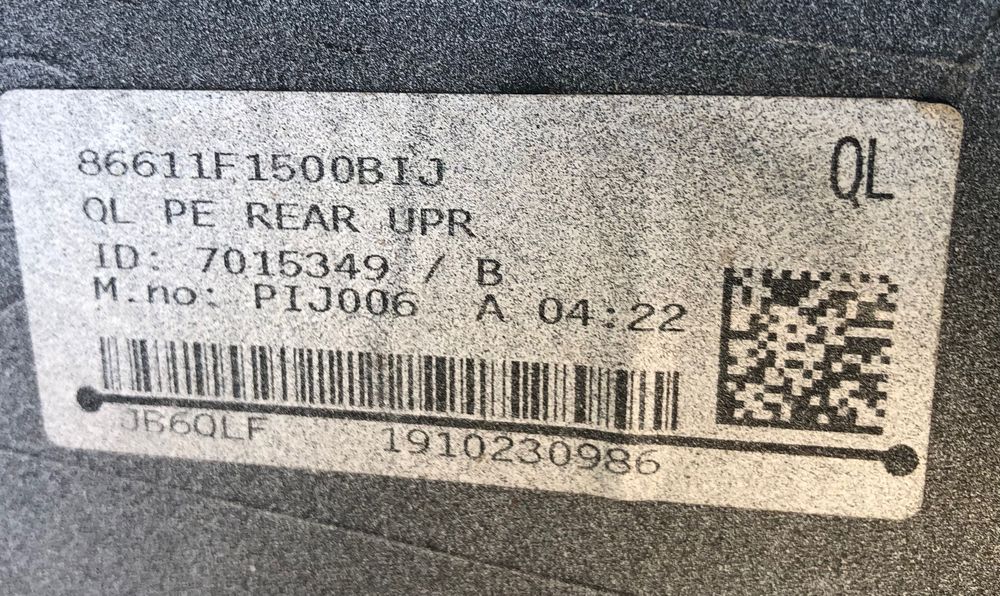 86611F1500BIJ
QL
QL PE REAR UPR
ID: 7015349 / B
M.no: PIJ006 A 04:22
JB6QLF 1910230986